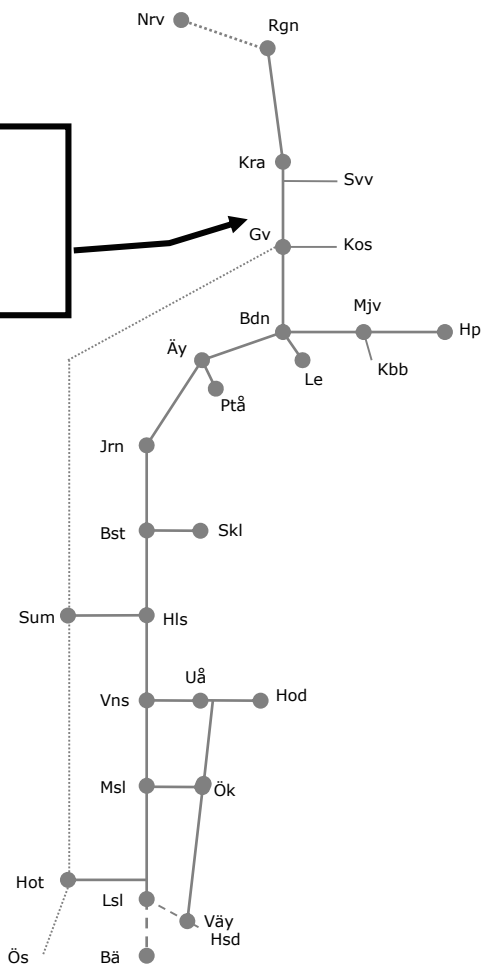 Nrv
Rgn
Kra
Svv
Gv
Kos
Bdn
Mjv
Hp
Äy
Le
Kbb
Ptå
Jrn
Bst
Skl
Sum
Hls
Uå
Vns
Hod
Msl
Ök
Hot
Lsl
Väy
Hsd
Ös
Bä